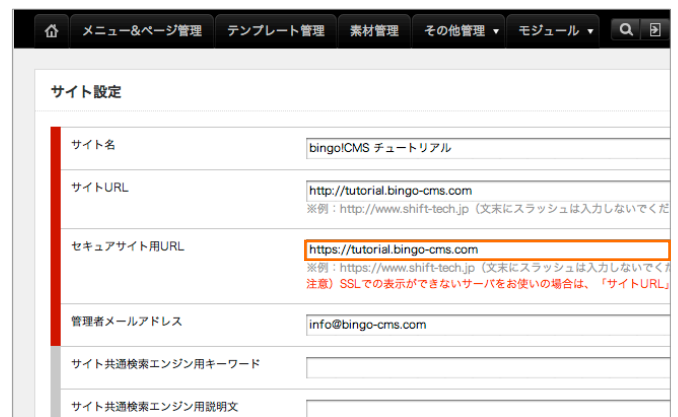 メニュー&ページ管理 テンプレート管理 素材管理 その他管理 ▼ モジュール ▼
サイト設定
サイト名 bingo!CMS チュートリアル
サイトURL http://tutorial.bingo-cms.com
※例：http://www.shift-tech.jp（文末にスラッシュは入力しないでくだ
セキュアサイト用URL https://tutorial.bingo-cms.com
※例：https://www.shift-tech.jp（文末にスラッシュは入力しないでくだ
注意）SSLでの表示ができないサーバをお使いの場合は、「サイトURL」
管理者メールアドレス info@bingo-cms.com
サイト共通検索エンジン用キーワード
サイト共通検索エンジン用説明文